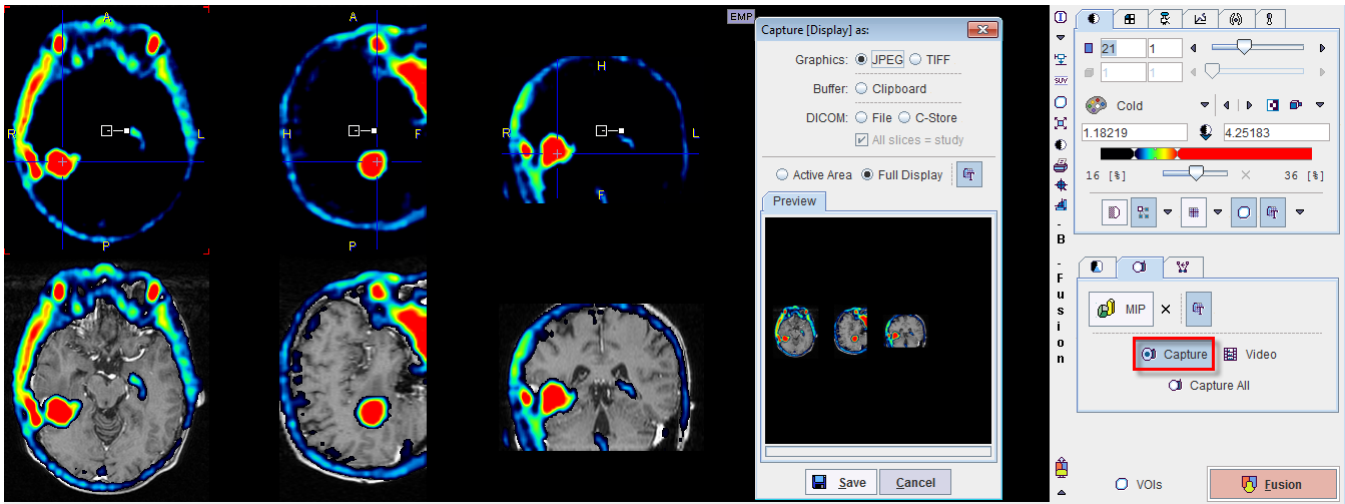 A
A
R
L
H
F
H
R
L
F
P
P
EMP
Capture [Display] as:
Graphics: JPEG TIFF
Buffer: Clipboard
DICOM: File C-Store
All slices = study
Active Area Full Display
Preview
Save Cancel
SUV
- B - Fusion
21 1
1 1
Cold
1.18219 4.25183
16 [%] 36 [%]
MIP
Capture Video
Capture All
VOIs Fusion